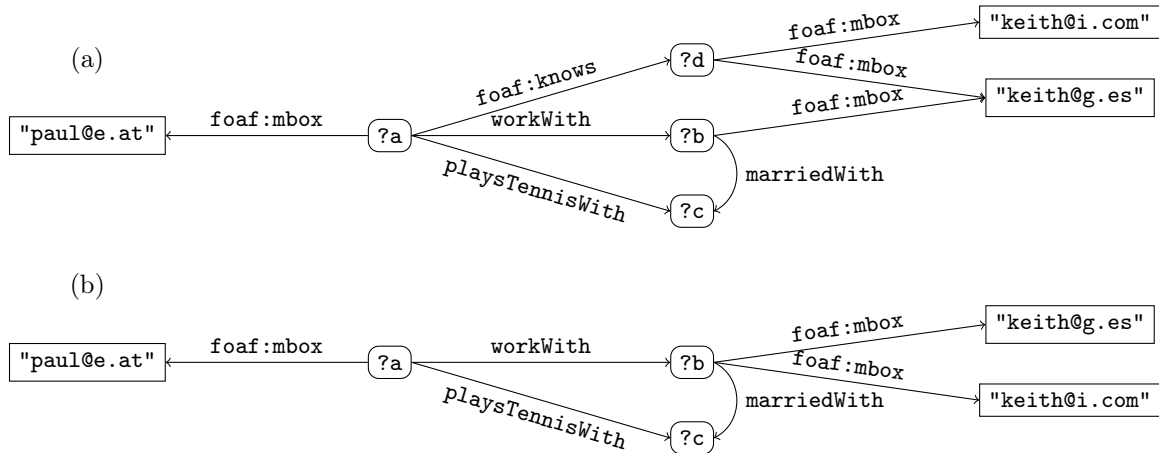 (a)
foaf:mbox
"keith@i.com"
?d
foaf:knows
foaf:mbox
"keith@g.es"
"paul@e.at"
foaf:mbox
?a
workWith
?b
foaf:mbox
playsTennisWith
marriedWith
?c
(b)
foaf:mbox
"keith@g.es"
"paul@e.at"
foaf:mbox
?a
workWith
?b
foaf:mbox
"keith@i.com"
playsTennisWith
marriedWith
?c